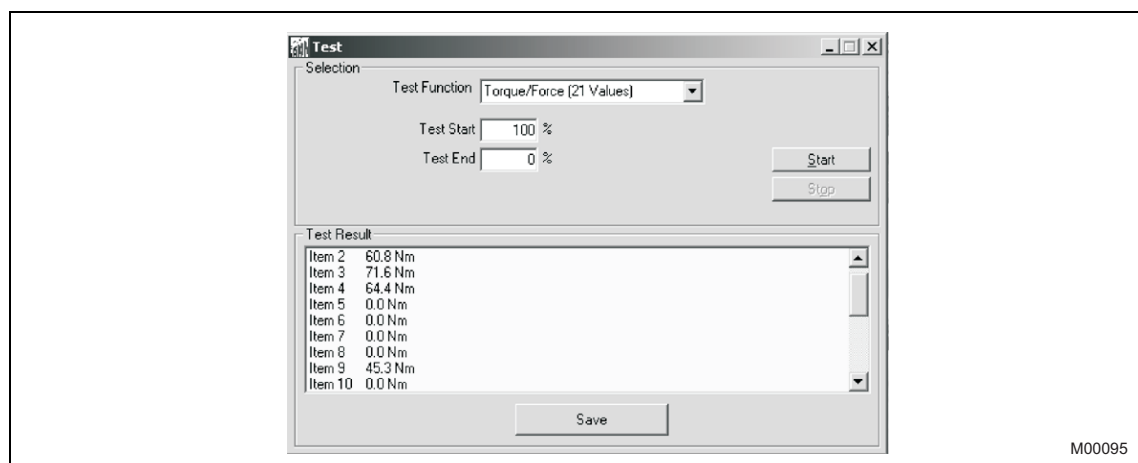 Test
Selection
Test Function Torque/Force (21 Values)
Test Start 100 %
Test End 0 %
Start
Stop
Test Result
Item 2 60.8 Nm
Item 3 71.6 Nm
Item 4 64.4 Nm
Item 5 0.0 Nm
Item 6 0.0 Nm
Item 7 0.0 Nm
Item 8 0.0 Nm
Item 9 45.3 Nm
Item 10 0.0 Nm
Save
M00095